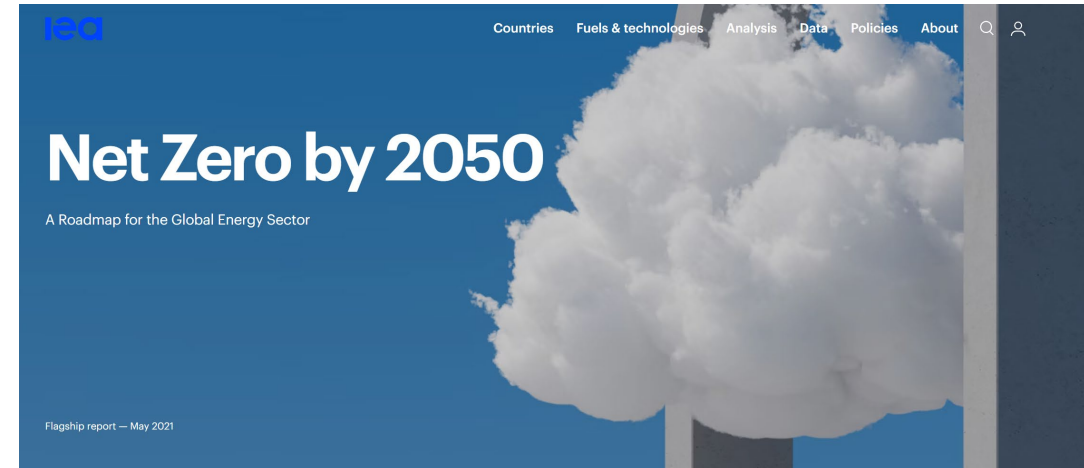 iea
Countries Fuels & technologies Analysis Data Policies About
Net Zero by 2050
A Roadmap for the Global Energy Sector
Flagship report — May 2021